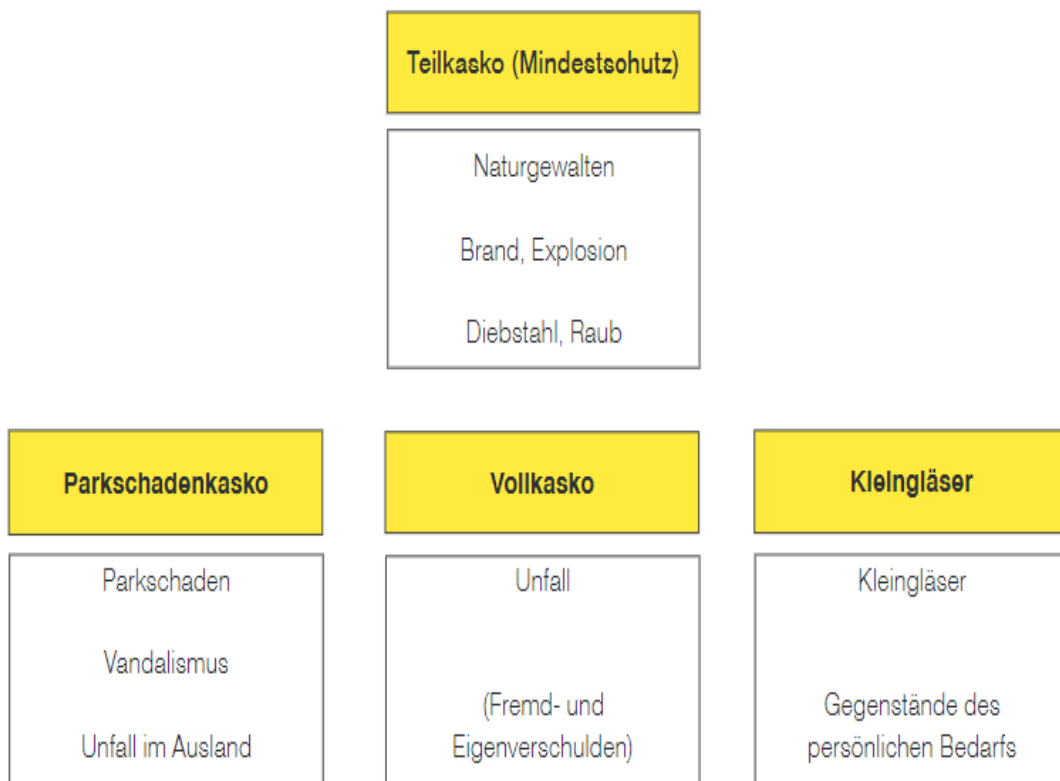 Teilkasko (Mindestsohutz)
Naturgewalten
Brand, Explosion
Diebstahl, Raub
Parkschadenkasko
Parkschaden
Vandalismus
Unfall im Ausland
Vollkasko
Unfall
(Fremd- und
Eigenverschulden)
Kleingläser
Kleingläser
Gegenstände des
persönlichen Bedarfs